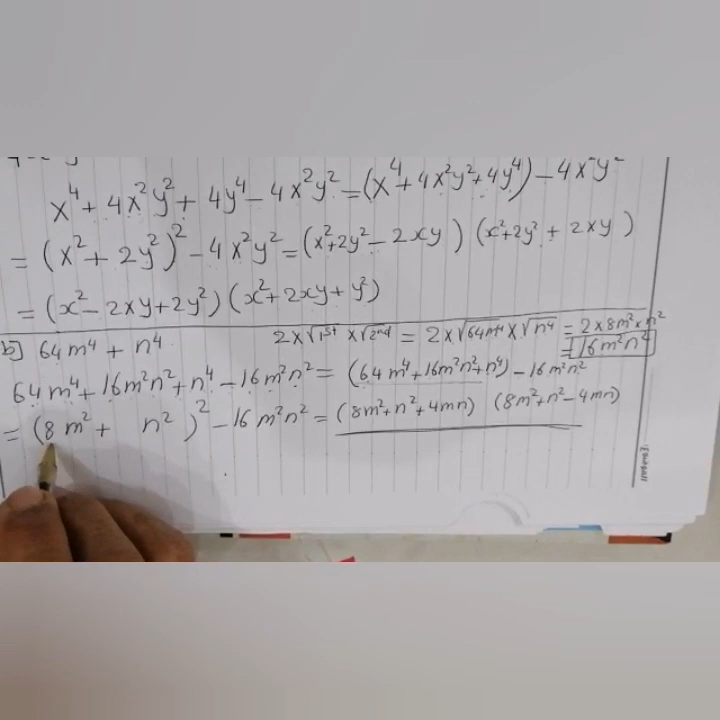 x⁴ + 4x²y² + 4y⁴ - 4x²y² = (x⁴ + 4x²y² + 4y⁴) - 4x²y²
= (x² + 2y²)² - 4x²y² = (x² + 2y² - 2xy) (x² + 2y² + 2xy)
= (x² - 2xy + 2y²) (x² + 2xy + y²)
b] 64m⁴ + n⁴ 2×√1st × √2nd = 2×√64m⁴ × √n⁴ = 2×8m²×n²
= 16m²n²
64m⁴ + 16m²n² + n⁴ - 16m²n² = (64m⁴ + 16m²n² + n⁴) - 16m²n²
= (8m² + n²)² - 16m²n² = (8m² + n² + 4mn) (8m² + n² - 4mn)